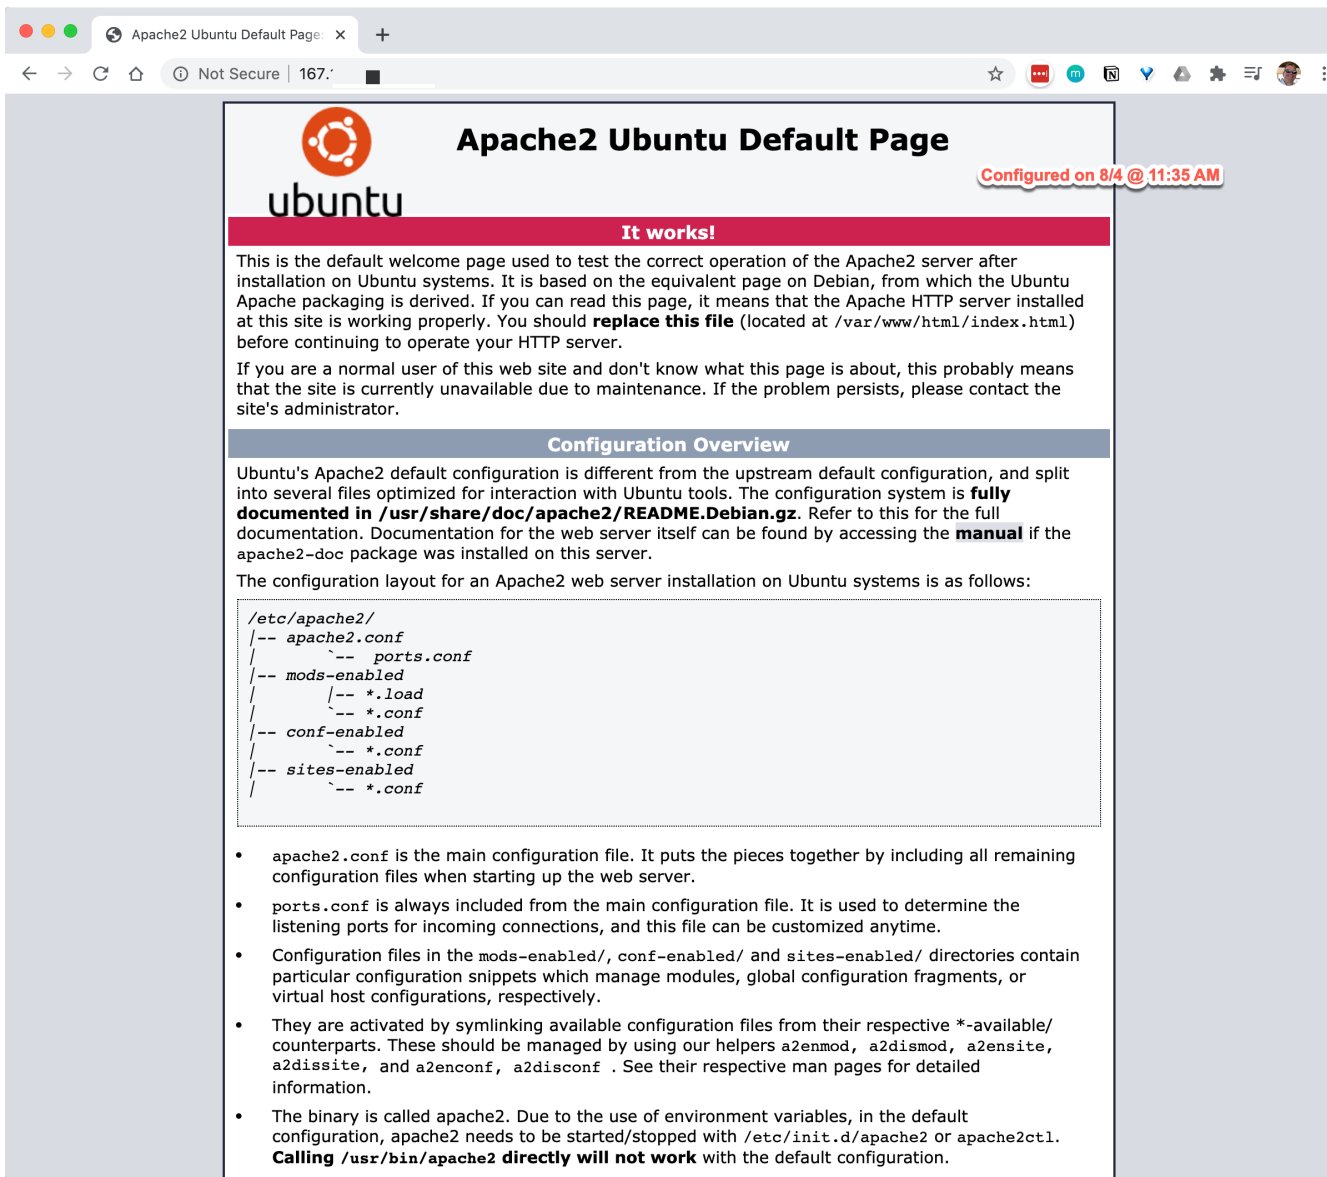 Apache2 Ubuntu Default Page:
Not Secure | 167.
Apache2 Ubuntu Default Page
Configured on 8/4 @ 11:35 AM
ubuntu
It works!
This is the default welcome page used to test the correct operation of the Apache2 server after
installation on Ubuntu systems. It is based on the equivalent page on Debian, from which the Ubuntu
Apache packaging is derived. If you can read this page, it means that the Apache HTTP server installed
at this site is working properly. You should replace this file (located at /var/www/html/index.html)
before continuing to operate your HTTP server.
If you are a normal user of this web site and don't know what this page is about, this probably means
that the site is currently unavailable due to maintenance. If the problem persists, please contact the
site's administrator.
Configuration Overview
Ubuntu's Apache2 default configuration is different from the upstream default configuration, and split
into several files optimized for interaction with Ubuntu tools. The configuration system is fully
documented in /usr/share/doc/apache2/README.Debian.gz. Refer to this for the full
documentation. Documentation for the web server itself can be found by accessing the manual if the
apache2-doc package was installed on this server.
The configuration layout for an Apache2 web server installation on Ubuntu systems is as follows:
/etc/apache2/
|-- apache2.conf
|       `--  ports.conf
|-- mods-enabled
|       |-- *.load
|       `-- *.conf
|-- conf-enabled
|       `-- *.conf
|-- sites-enabled
|       `-- *.conf
• apache2.conf is the main configuration file. It puts the pieces together by including all remaining
configuration files when starting up the web server.
• ports.conf is always included from the main configuration file. It is used to determine the
listening ports for incoming connections, and this file can be customized anytime.
• Configuration files in the mods-enabled/, conf-enabled/ and sites-enabled/ directories contain
particular configuration snippets which manage modules, global configuration fragments, or
virtual host configurations, respectively.
• They are activated by symlinking available configuration files from their respective *-available/
counterparts. These should be managed by using our helpers a2enmod, a2dismod, a2ensite,
a2dissite, and a2enconf, a2disconf . See their respective man pages for detailed
information.
• The binary is called apache2. Due to the use of environment variables, in the default
configuration, apache2 needs to be started/stopped with /etc/init.d/apache2 or apache2ctl.
Calling /usr/bin/apache2 directly will not work with the default configuration.